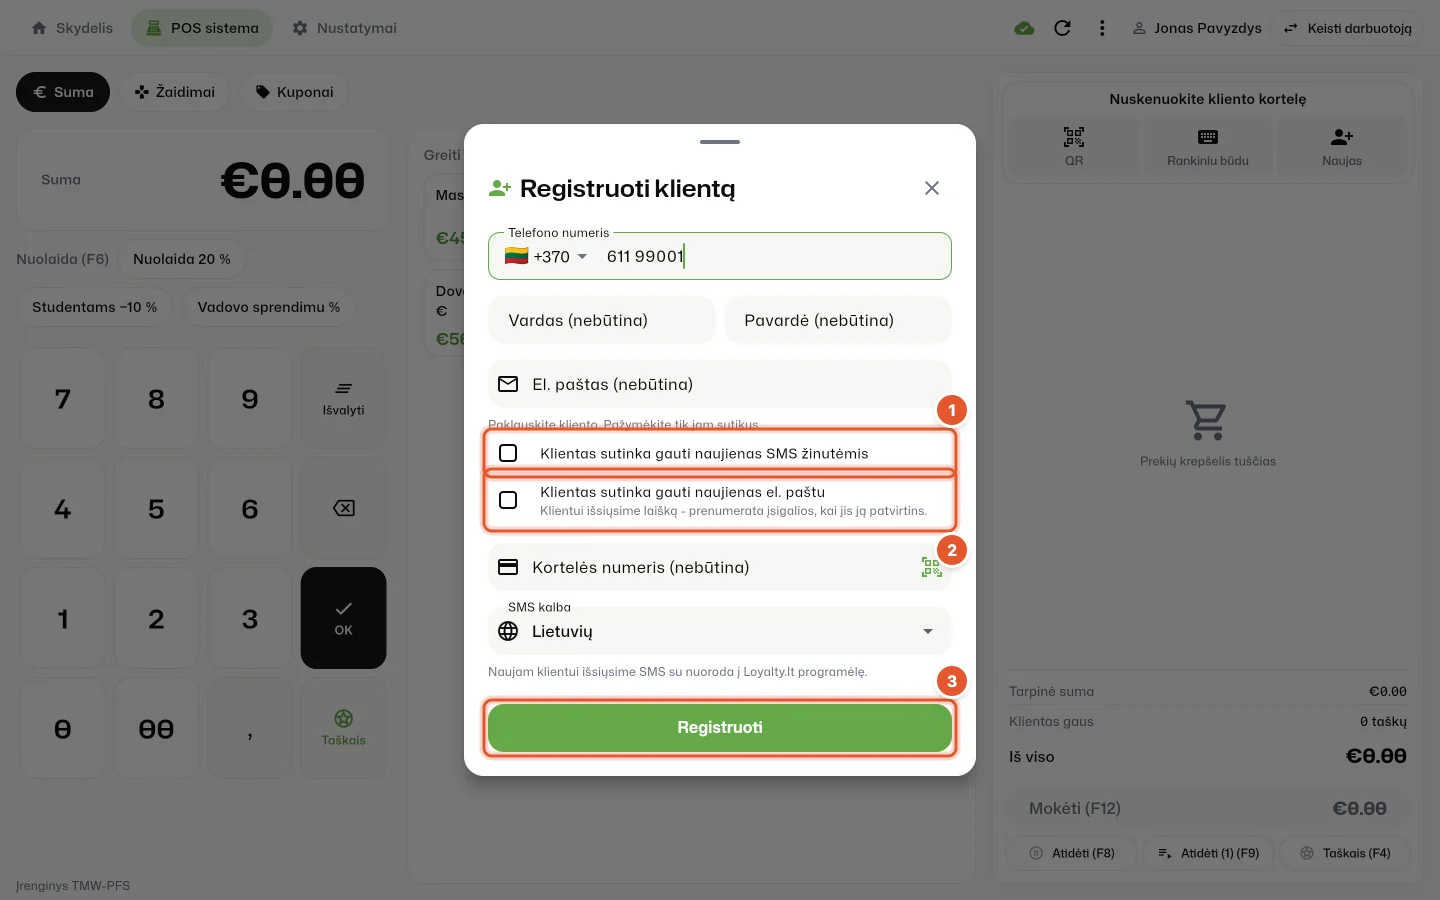 Skydelis
POS sistema
Nustatymai
Jonas Pavyzdys
Keisti darbuotoją
Suma
Žaidimai
Kuponai
Suma
€0.00
Nuolaida (F6)
Nuolaida 20 %
Studentams −10 %
Vadovo sprendimu %
7
8
9
Išvalyti
4
5
6
1
2
3
OK
0
00
,
Taškais
Įrenginys TMW-PFS
Greiti
Registruoti klientą
Telefono numeris
+370
611 99001
Vardas (nebūtina)
Pavardė (nebūtina)
El. paštas (nebūtina)
1
Paklauskite kliento. Pažymėkite tik jam sutikus.
Klientas sutinka gauti naujienas SMS žinutėmis
Klientas sutinka gauti naujienas el. paštu
Klientui išsiųsime laišką - prenumerata įsigalios, kai jis ją patvirtins.
2
Kortelės numeris (nebūtina)
SMS kalba
Lietuvių
Naujam klientui išsiųsime SMS su nuoroda į Loyalty.lt programėlę.
3
Registruoti
Nuskenuokite kliento kortelę
QR
Rankiniu būdu
Naujas
Prekių krepšelis tuščias
Tarpinė suma
€0.00
Klientas gaus
0 taškų
Iš viso
€0.00
Mokėti (F12)
€0.00
Atidėti (F8)
Atidėti (1) (F9)
Taškais (F4)